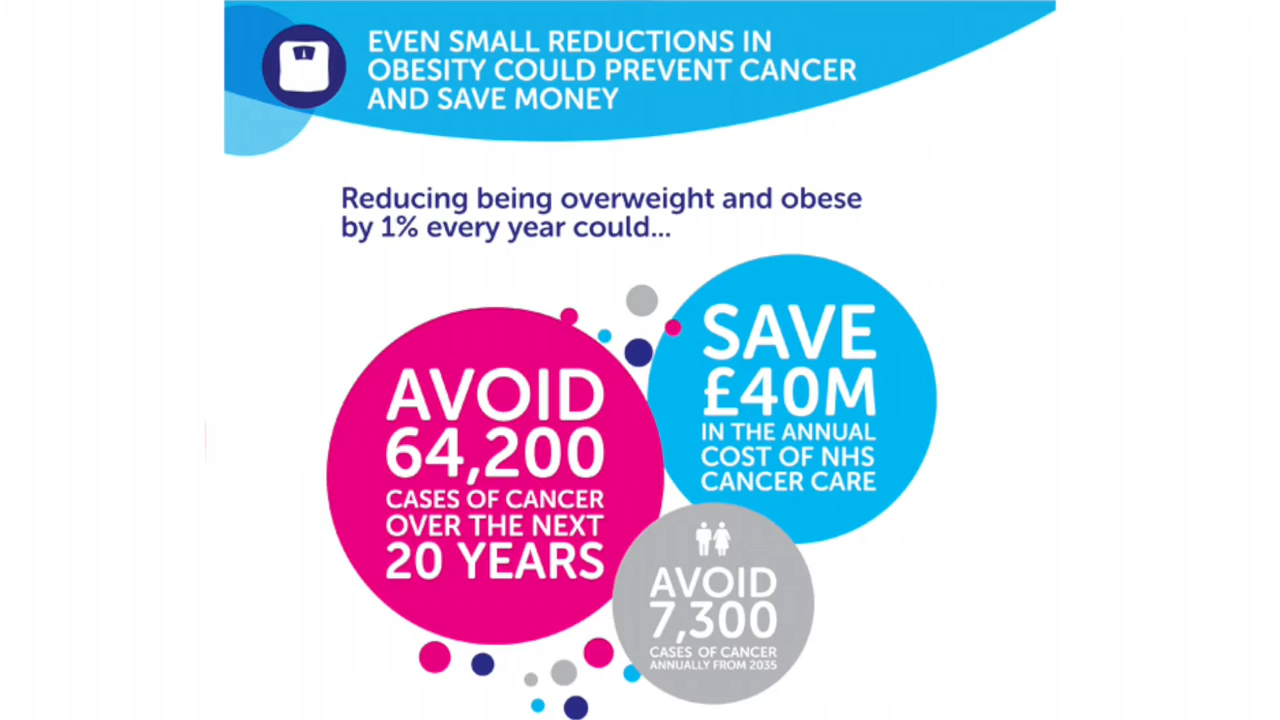 EVEN SMALL REDUCTIONS IN
OBESITY COULD PREVENT CANCER
AND SAVE MONEY
Reducing being overweight and obese
by 1% every year could...
AVOID
64,200
CASES OF CANCER
OVER THE NEXT
20 YEARS
SAVE
£40M
IN THE ANNUAL
COST OF NHS
CANCER CARE
AVOID
7,300
CASES OF CANCER
ANNUALLY FROM 2035